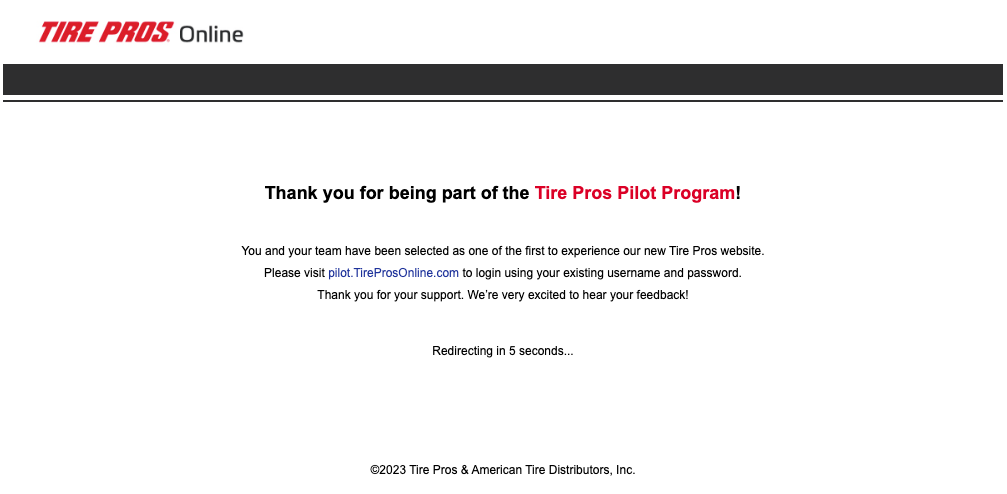 TIRE PROS Online
Thank you for being part of the Tire Pros Pilot Program!
You and your team have been selected as one of the first to experience our new Tire Pros website.
Please visit pilot.TireProsOnline.com to login using your existing username and password.
Thank you for your support. We’re very excited to hear your feedback!
Redirecting in 5 seconds...
©2023 Tire Pros & American Tire Distributors, Inc.